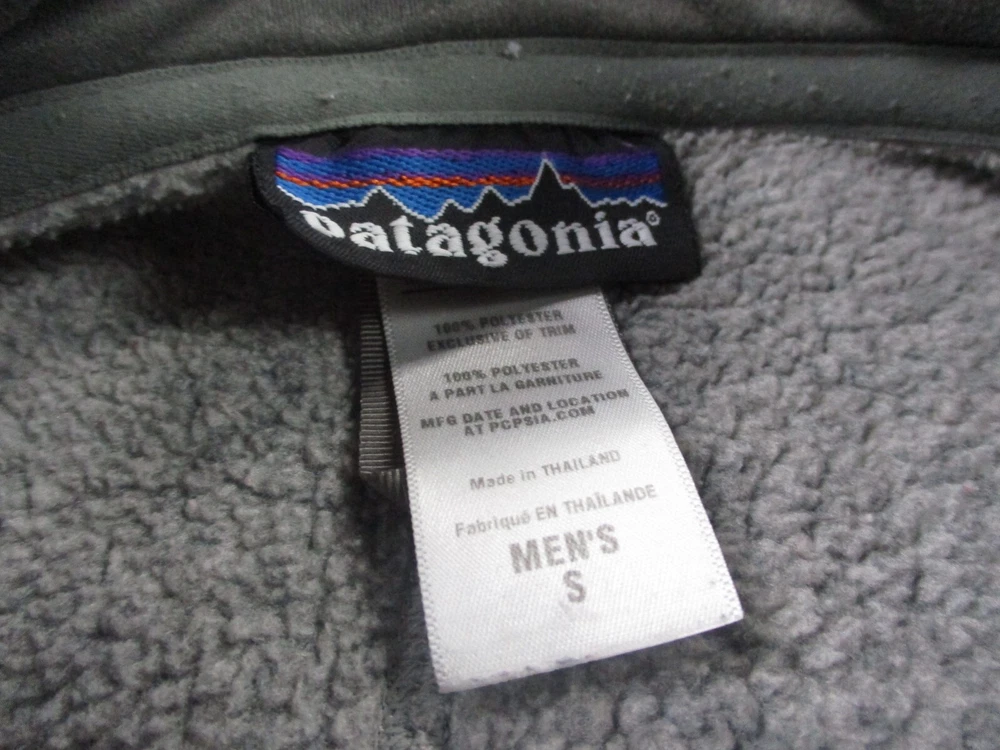 patagonia®
100% POLYESTER
EXCLUSIVE OF TRIM
100% POLYESTER
A PART LA GARNITURE
MFG DATE AND LOCATION
AT PCPSIA.COM
Made in THAILAND
Fabriqué EN THAÏLANDE
MEN'S
S